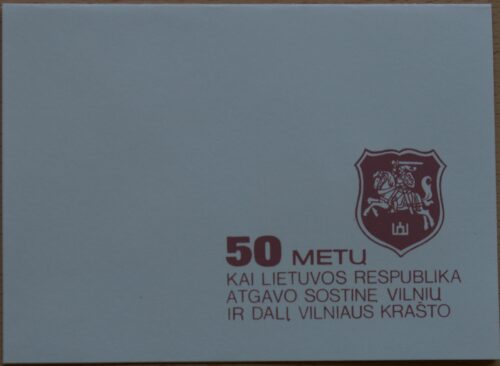 50 METŲ
KAI LIETUVOS RESPUBLIKA
ATGAVO SOSTINĘ VILNIŲ
IR DALĮ VILNIAUS KRAŠTO